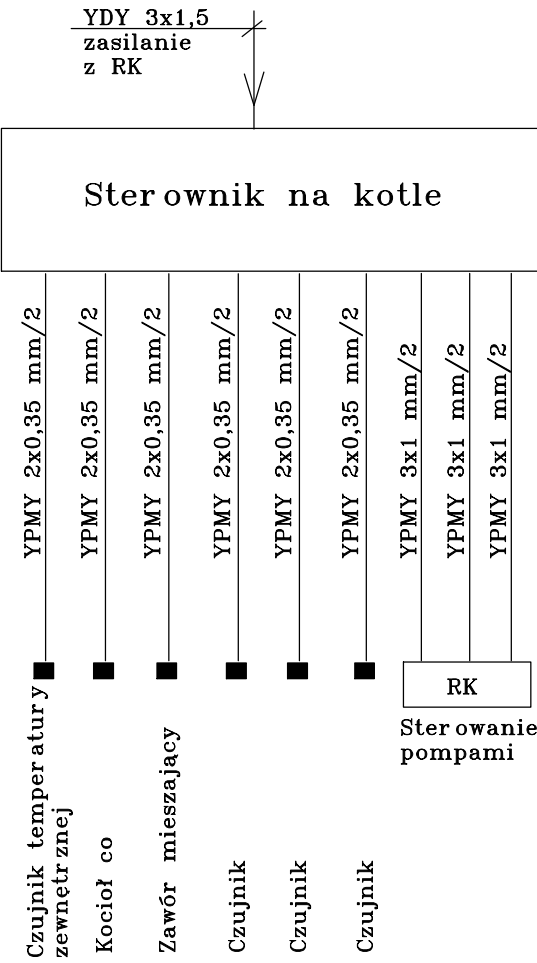 YDY 3x1,5
zasilanie
z RK
Sterownik na kotle
YPMY 2x0,35 mm/2
YPMY 2x0,35 mm/2
YPMY 2x0,35 mm/2
YPMY 2x0,35 mm/2
YPMY 2x0,35 mm/2
YPMY 2x0,35 mm/2
YPMY 3x1 mm/2
YPMY 3x1 mm/2
YPMY 3x1 mm/2
RK
Sterowanie
pompami
Czujnik temperatury
zewnętrznej
Kocioł co
Zawór mieszający
Czujnik
Czujnik
Czujnik